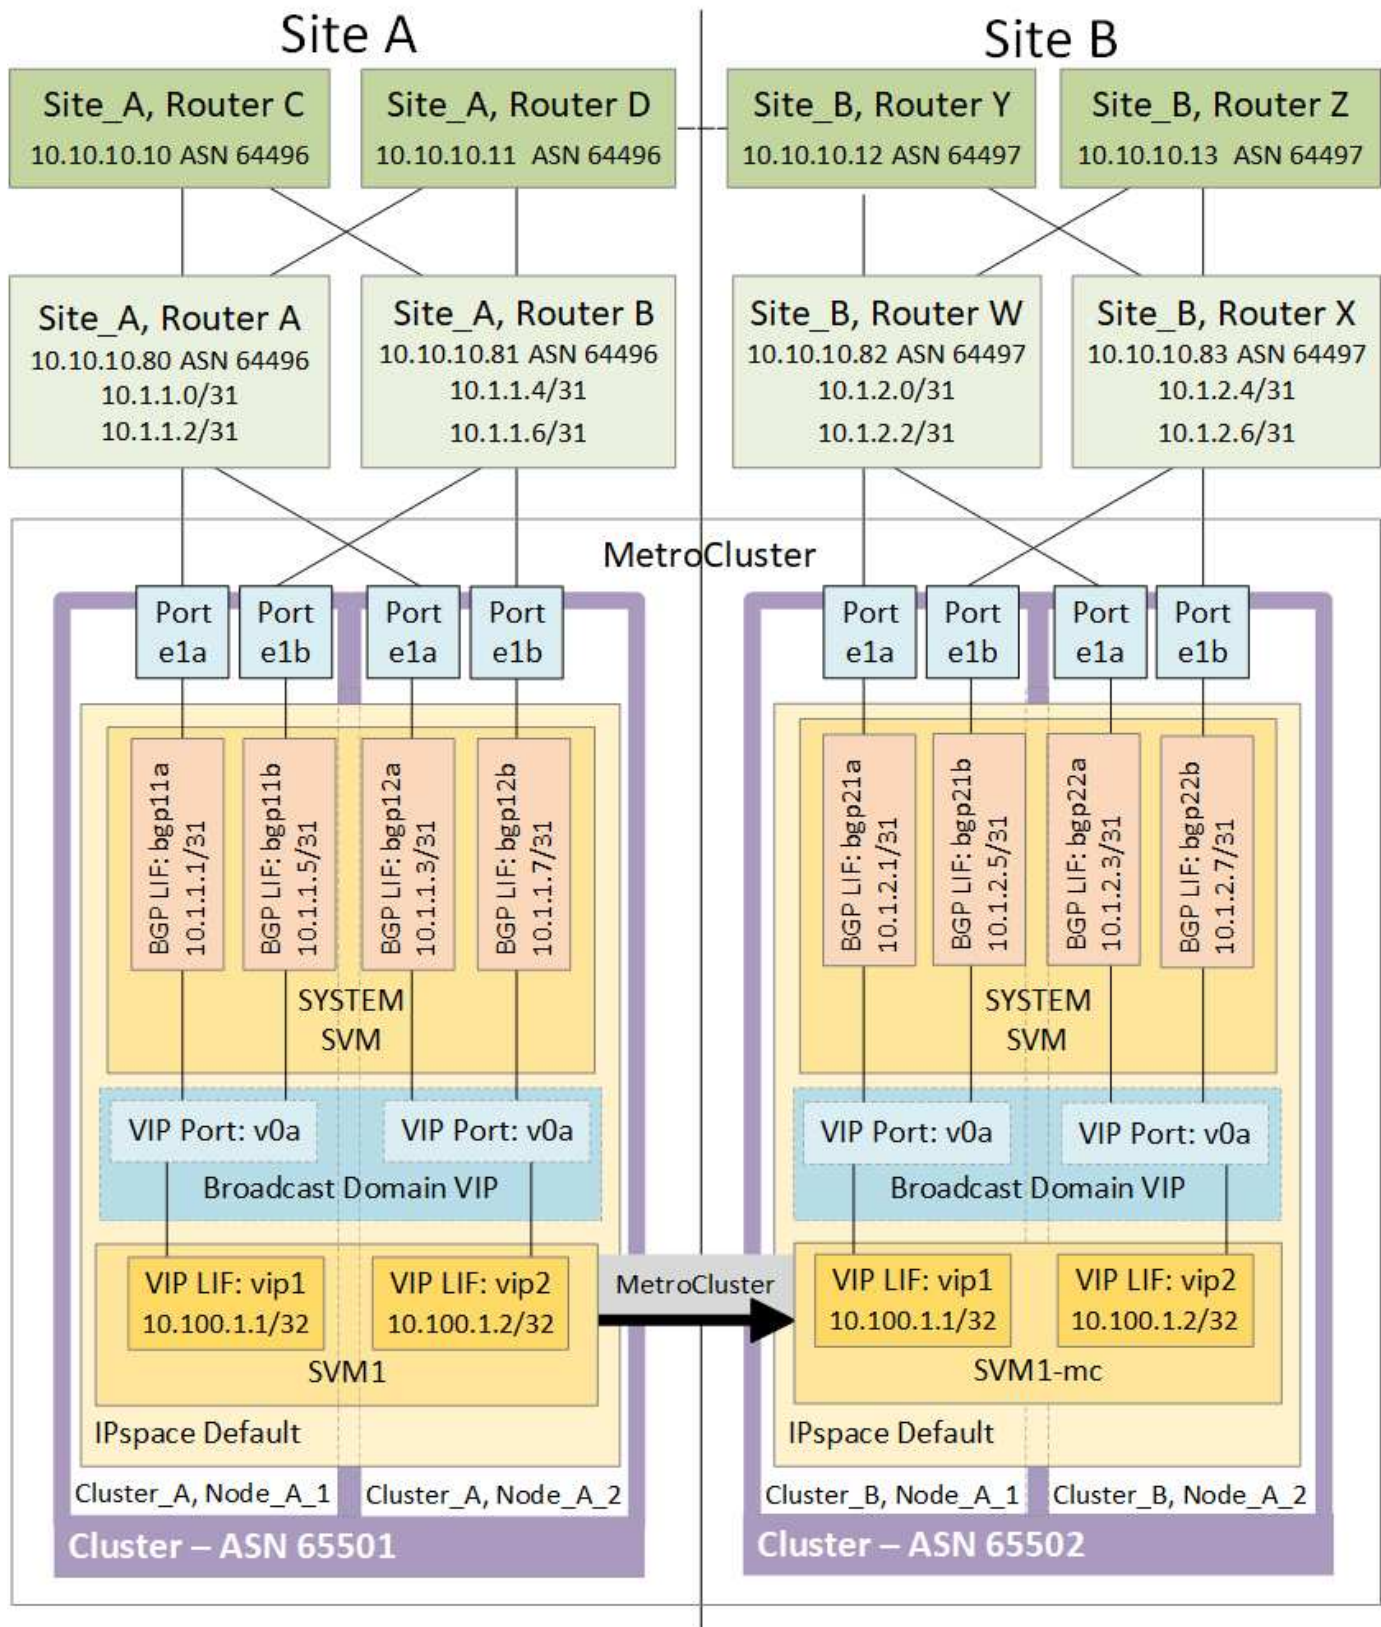 Site A
Site B
Site_A, Router C
10.10.10.10 ASN 64496
Site_A, Router D
10.10.10.11 ASN 64496
Site_B, Router Y
10.10.10.12 ASN 64497
Site_B, Router Z
10.10.10.13 ASN 64497
Site_A, Router A
10.10.10.80 ASN 64496
10.1.1.0/31
10.1.1.2/31
Site_A, Router B
10.10.10.81 ASN 64496
10.1.1.4/31
10.1.1.6/31
Site_B, Router W
10.10.10.82 ASN 64497
10.1.2.0/31
10.1.2.2/31
Site_B, Router X
10.10.10.83 ASN 64497
10.1.2.4/31
10.1.2.6/31
MetroCluster
Port
e1a
Port
e1b
Port
e1a
Port
e1b
Port
e1a
Port
e1b
Port
e1a
Port
e1b
BGP LIF: bgp11a
10.1.1.1/31
BGP LIF: bgp11b
10.1.1.5/31
BGP LIF: bgp12a
10.1.1.3/31
BGP LIF: bgp12b
10.1.1.7/31
BGP LIF: bgp21a
10.1.2.1/31
BGP LIF: bgp21b
10.1.2.5/31
BGP LIF: bgp22a
10.1.2.3/31
BGP LIF: bgp22b
10.1.2.7/31
SYSTEM
SVM
SYSTEM
SVM
VIP Port: v0a
VIP Port: v0a
Broadcast Domain VIP
VIP Port: v0a
VIP Port: v0a
Broadcast Domain VIP
VIP LIF: vip1
10.100.1.1/32
VIP LIF: vip2
10.100.1.2/32
SVM1
MetroCluster
VIP LIF: vip1
10.100.1.1/32
VIP LIF: vip2
10.100.1.2/32
SVM1-mc
IPspace Default
IPspace Default
Cluster_A, Node_A_1
Cluster_A, Node_A_2
Cluster_B, Node_A_1
Cluster_B, Node_A_2
Cluster – ASN 65501
Cluster – ASN 65502